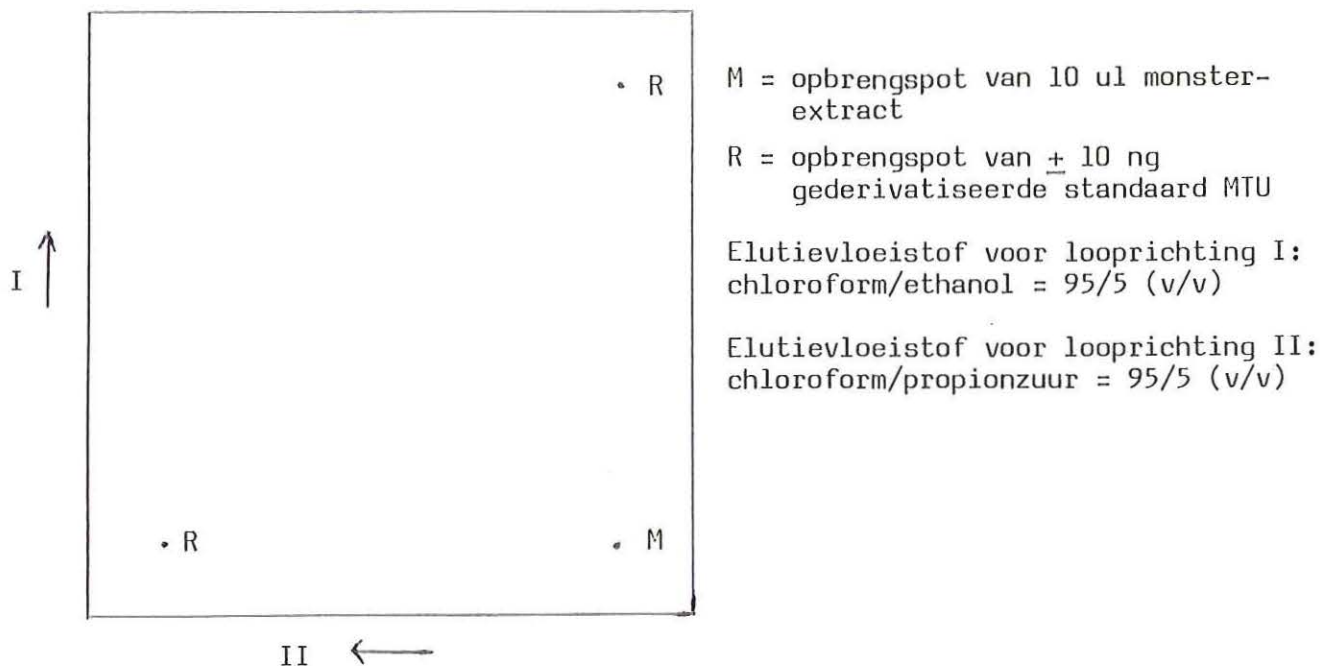 R
M = opbrengspot van 10 ul monster-
extract
R = opbrengspot van ± 10 ng
gederivatiseerde standaard MTU
Elutievloeistof voor looprichting I:
chloroform/ethanol = 95/5 (v/v)
Elutievloeistof voor looprichting II:
chloroform/propionzuur = 95/5 (v/v)
I
R
M
II